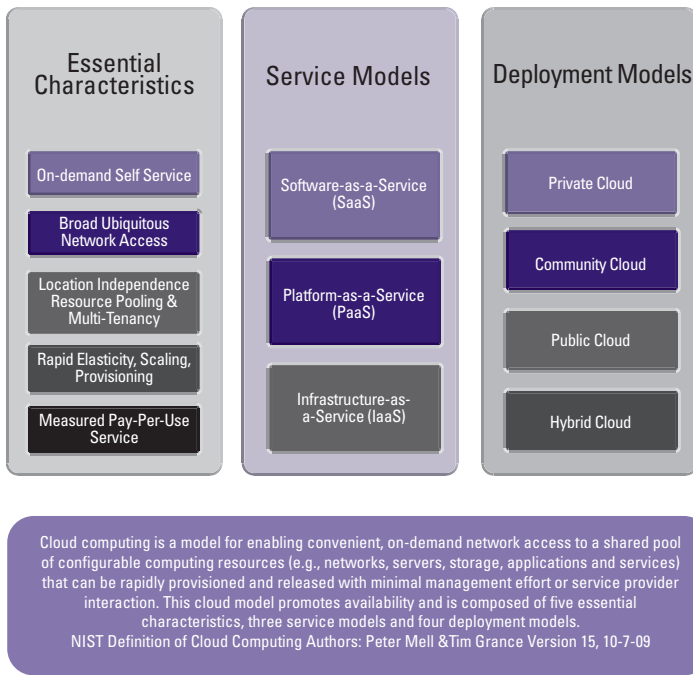 Essential
Characteristics
On-demand Self Service
Broad Ubiquitous
Network Access
Location Independence
Resource Pooling &
Multi-Tenancy
Rapid Elasticity, Scaling,
Provisioning
Measured Pay-Per-Use
Service
Service Models
Software-as-a-Service
(SaaS)
Platform-as-a-Service
(PaaS)
Infrastructure-as-
a-Service (IaaS)
Deployment Models
Private Cloud
Community Cloud
Public Cloud
Hybrid Cloud
Cloud computing is a model for enabling convenient, on-demand network access to a shared pool
of configurable computing resources (e.g., networks, servers, storage, applications and services)
that can be rapidly provisioned and released with minimal management effort or service provider
interaction. This cloud model promotes availability and is composed of five essential
characteristics, three service models and four deployment models.
NIST Definition of Cloud Computing Authors: Peter Mell &Tim Grance Version 15, 10-7-09